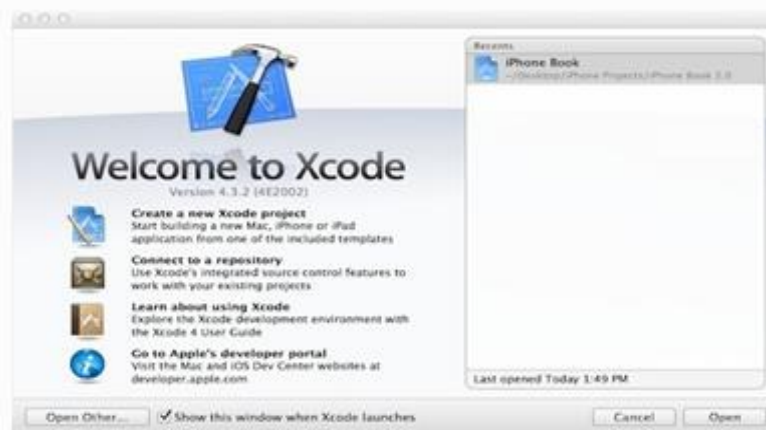 Welcome to Xcode
Version 4.3.2 (4E2002)
Create a new Xcode project
Start building a new Mac, iPhone or iPad
application from one of the included templates
Connect to a repository
Use Xcode's integrated source control features to
work with your existing projects
Learn about using Xcode
Explore the Xcode development environment with
the Xcode 4 User Guide
Go to Apple's developer portal
Visit the Mac and iOS Dev Center websites at
developer.apple.com
Open Other...
Show this window when Xcode launches
Recents
iPhone Book
~/Desktop/iPhone Projects/iPhone Book 2.0
Last opened Today 1:49 PM
Cancel
Open